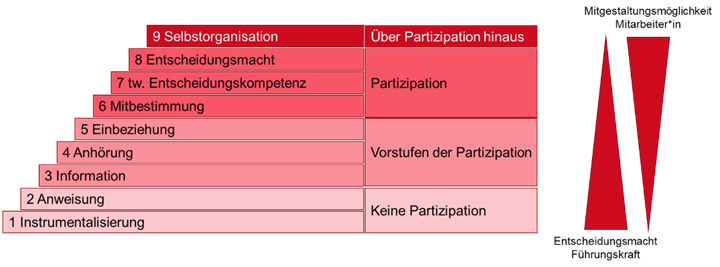 9 Selbstorganisation
Über Partizipation hinaus
8 Entscheidungsmacht
7 tw. Entscheidungskompetenz
6 Mitbestimmung
Partizipation
5 Einbeziehung
4 Anhörung
3 Information
Vorstufen der Partizipation
2 Anweisung
1 Instrumentalisierung
Keine Partizipation
Mitgestaltungsmöglichkeit
Mitarbeiter*in
Entscheidungsmacht
Führungskraft